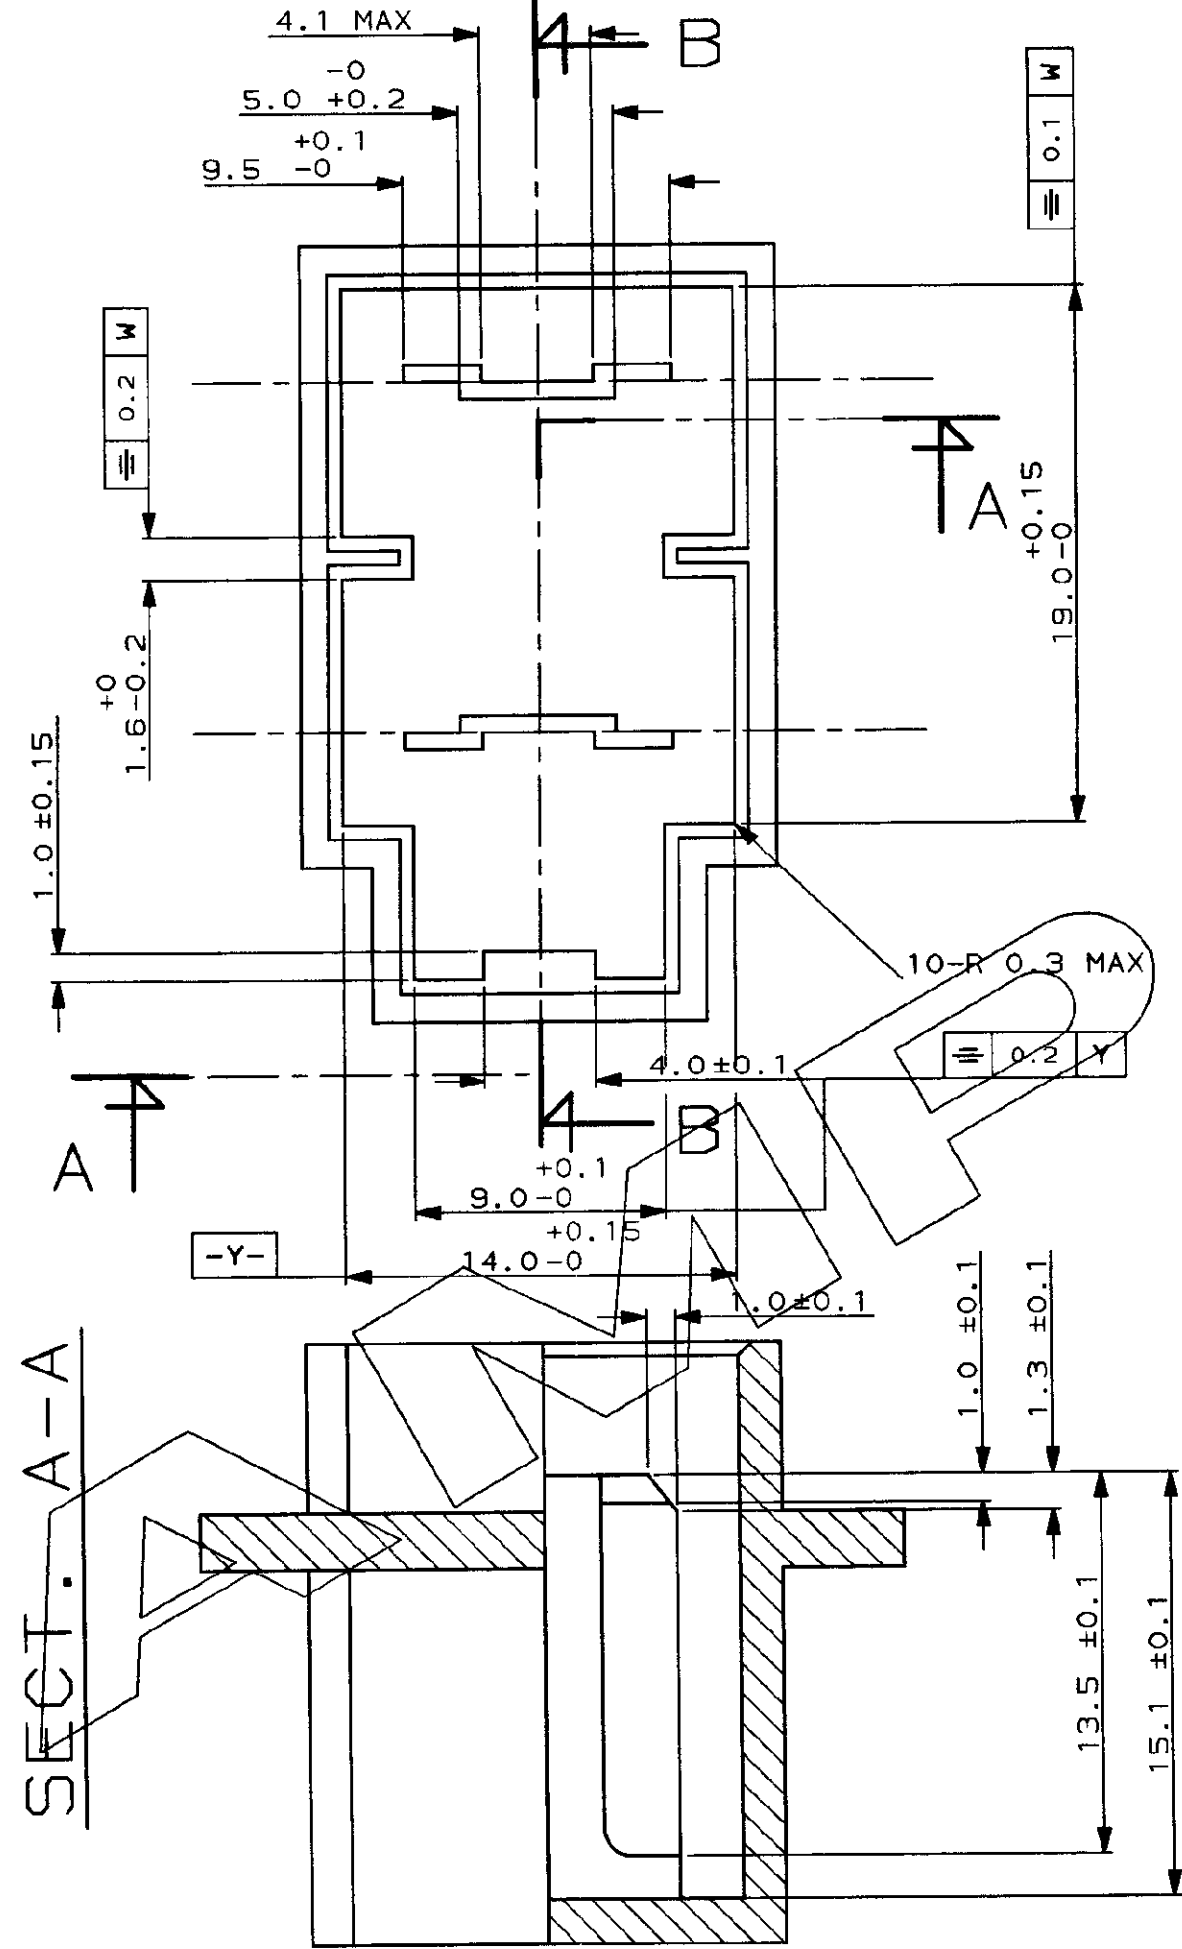 4.1 MAX
B
-0
5.0 +0.2
+0.1
9.5 -0
⌯ 0.1 W
⌯ 0.2 W
A
+0.15
19.0-0
+0
1.6-0.2
1.0±0.15
10-R 0.3 MAX
4.0±0.1
⌯ 0.2 Y
A
B
+0.1
9.0-0
+0.15
-Y-
14.0-0
1.0±0.1
1.0 ±0.1
1.3 ±0.1
SECT. A-A
13.5 ±0.1
15.1 ±0.1